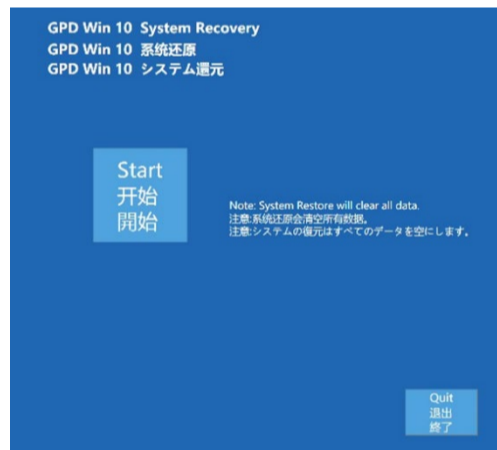 GPD Win 10 System Recovery
GPD Win 10 系统还原
GPD Win 10 システム還元
Start
开始
開始
Note: System Restore will clear all data.
注意:系统还原会清空所有数据。
注意:システムの復元はすべてのデータを空にします。
Quit
退出
終了